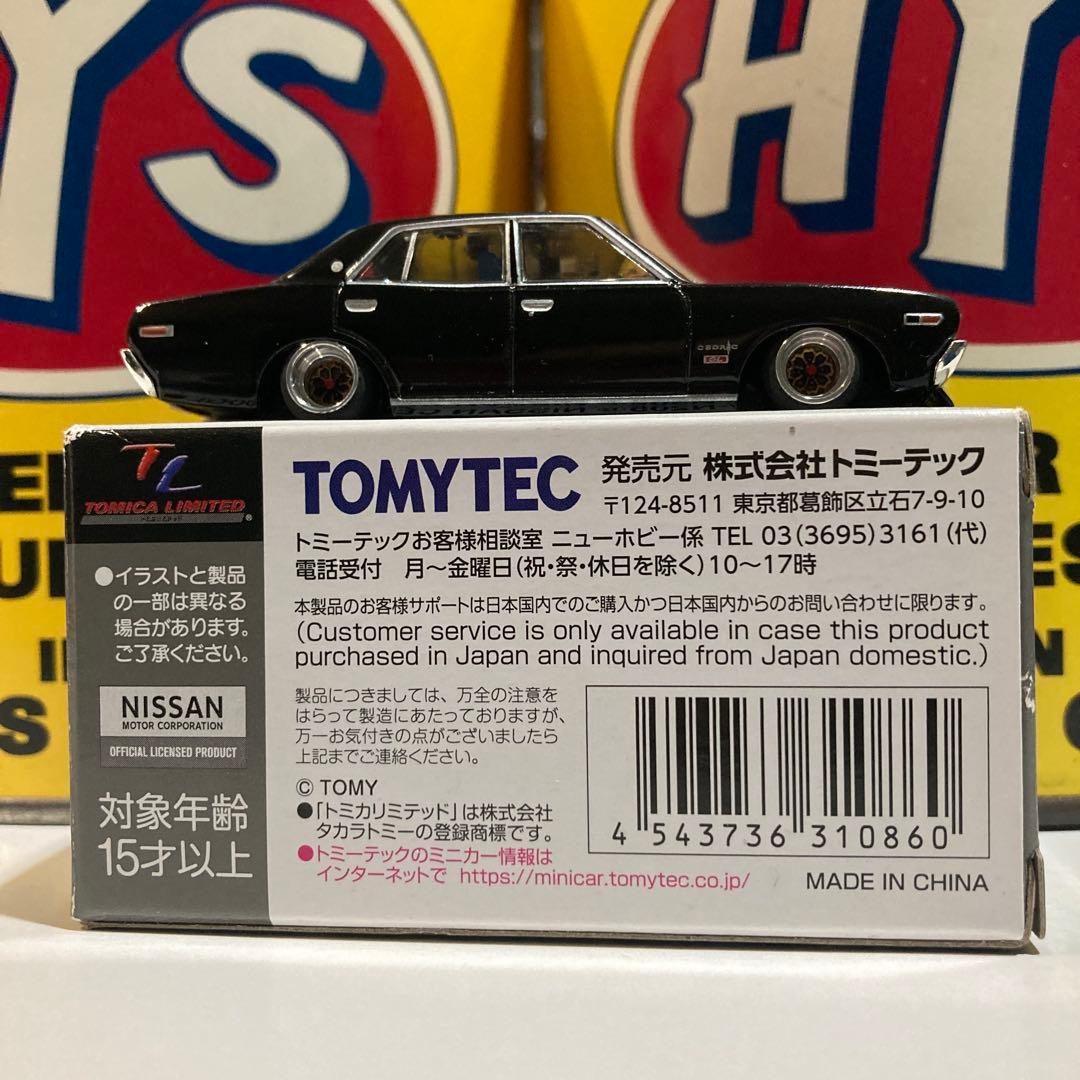 YS
HY
CEDRIC
GL
TL
TOMICA LIMITED
®
TOMYTEC
発売元 株式会社トミーテック
〒124-8511 東京都葛飾区立石7-9-10
トミーテックお客様相談室 ニューホビー係 TEL 03(3695)3161(代)
電話受付 月～金曜日(祝・祭・休日を除く)10～17時
本製品のお客様サポートは日本国内でのご購入かつ日本国内からのお問い合わせに限ります。
(Customer service is only available in case this product
purchased in Japan and inquired from Japan domestic.)
●イラストと製品
の一部は異なる
場合があります。
ご了承ください。
NISSAN
MOTOR CORPORATION
OFFICIAL LICENSED PRODUCT
対象年齢
15才以上
製品につきましては、万全の注意を
はらって製造にあたっておりますが、
万一お気付きの点がございましたら
上記までご連絡ください。
© TOMY
●「トミカリミテッド」は株式会社
タカラトミーの登録商標です。
●トミーテックのミニカー情報は
インターネットで https://minicar.tomytec.co.jp/
4 543736 310860
MADE IN CHINA